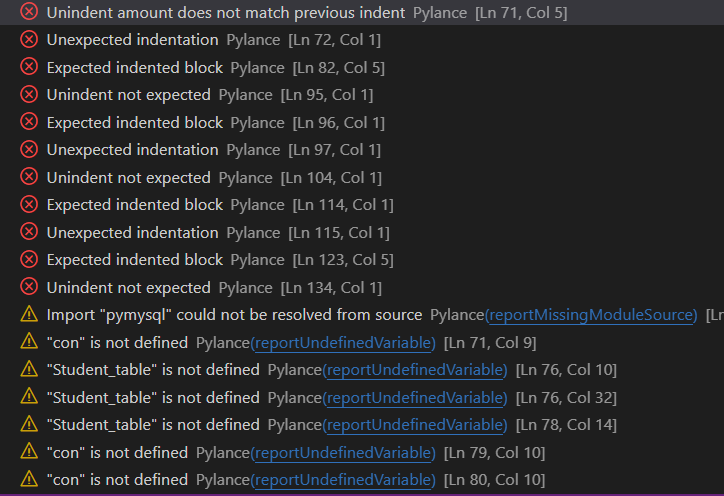 Unindent amount does not match previous indent Pylance [Ln 71, Col 5]
Unexpected indentation Pylance [Ln 72, Col 1]
Expected indented block Pylance [Ln 82, Col 5]
Unindent not expected Pylance [Ln 95, Col 1]
Expected indented block Pylance [Ln 96, Col 1]
Unexpected indentation Pylance [Ln 97, Col 1]
Unindent not expected Pylance [Ln 104, Col 1]
Expected indented block Pylance [Ln 114, Col 1]
Unexpected indentation Pylance [Ln 115, Col 1]
Expected indented block Pylance [Ln 123, Col 5]
Unindent not expected Pylance [Ln 134, Col 1]
Import "pymysql" could not be resolved from source Pylance(reportMissingModuleSource) [Ln
"con" is not defined Pylance(reportUndefinedVariable) [Ln 71, Col 9]
"Student_table" is not defined Pylance(reportUndefinedVariable) [Ln 76, Col 10]
"Student_table" is not defined Pylance(reportUndefinedVariable) [Ln 76, Col 32]
"Student_table" is not defined Pylance(reportUndefinedVariable) [Ln 78, Col 14]
"con" is not defined Pylance(reportUndefinedVariable) [Ln 79, Col 10]
"con" is not defined Pylance(reportUndefinedVariable) [Ln 80, Col 10]